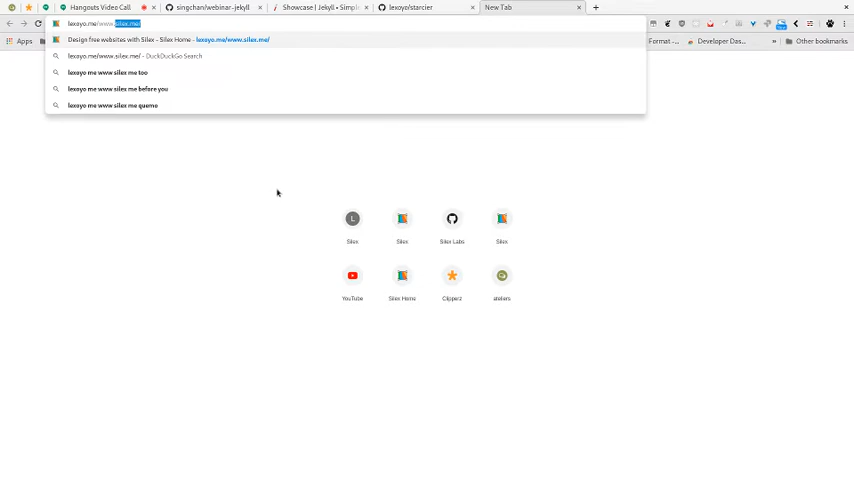 Hangouts Video Call
singchan/webinar-jekyll
Showcase | Jekyll • Simple
lexoyo/starcier
New Tab
lexoyo.me/www.silex.me/
Design free websites with Silex - Silex Home - lexoyo.me/www.silex.me/
lexoyo.me/www.silex.me/ - DuckDuckGo Search
lexoyo me www silex me too
lexoyo me www silex me before you
lexoyo me www silex me quemo
Apps
Format -...
Developer Das...
»
Other bookmarks
L
Silex
Silex
Silex Labs
Silex
YouTube
Silex Home
Clipperz
ateliers